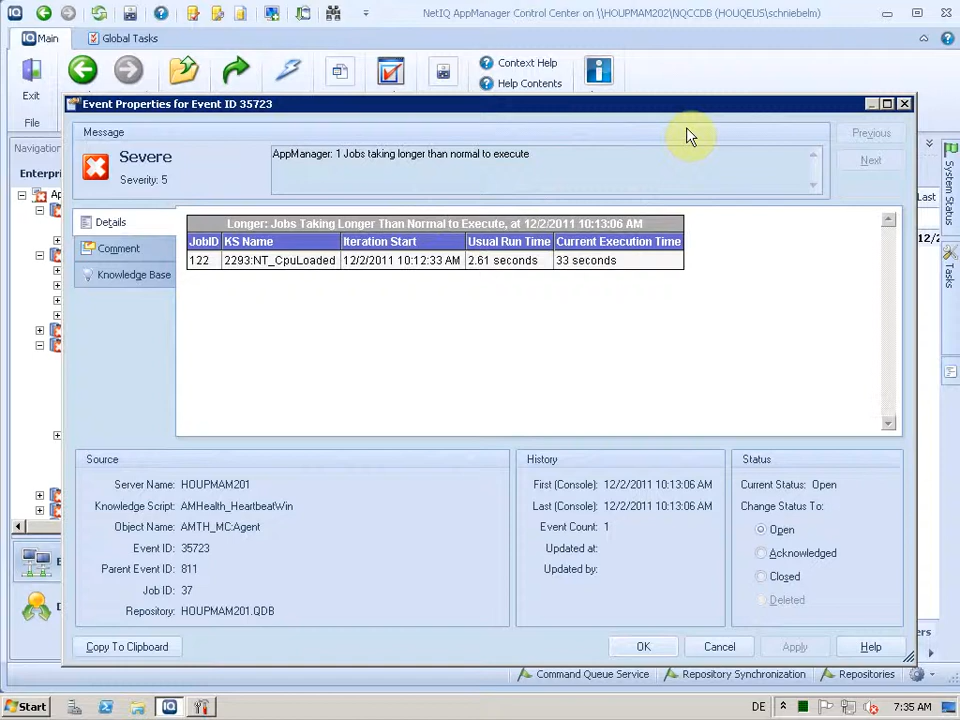 NetIQ AppManager Control Center on \\HOUPMAM202\NQCCDB (HOUQEUS\schniebelm)
Main
Global Tasks
Exit
Context Help
Help Contents
File
Event Properties for Event ID 35723
Message
Severe
Severity: 5
AppManager: 1 Jobs taking longer than normal to execute
Previous
Next
Navigation
Enterpri
Last
System Status
Tasks
Details
Comment
Knowledge Base
Longer: Jobs Taking Longer Than Normal to Execute, at 12/2/2011 10:13:06 AM
JobID KS Name Iteration Start Usual Run Time Current Execution Time
122 2293:NT_CpuLoaded 12/2/2011 10:12:33 AM 2.61 seconds 33 seconds
Source
Server Name: HOUPMAM201
Knowledge Script: AMHealth_HeartbeatWin
Object Name: AMTH_MC:Agent
Event ID: 35723
Parent Event ID: 811
Job ID: 37
Repository: HOUPMAM201.QDB
History
First (Console): 12/2/2011 10:13:06 AM
Last (Console): 12/2/2011 10:13:06 AM
Event Count: 1
Updated at:
Updated by:
Status
Current Status: Open
Change Status To:
Open
Acknowledged
Closed
Deleted
Copy To Clipboard
OK
Cancel
Apply
Help
Command Queue Service
Repository Synchronization
Repositories
Start
DE
7:35 AM